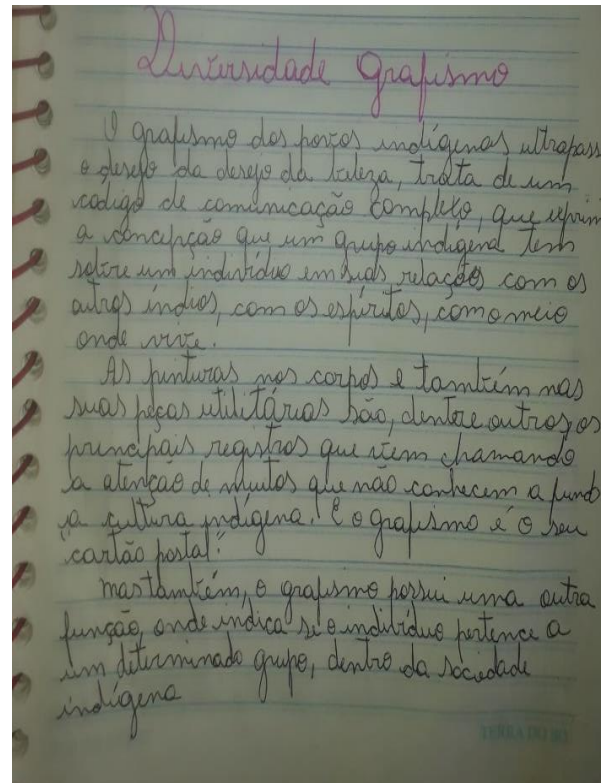 Diversidade grafismo
O grafismo dos povos indígenas ultrapass
o desejo da desejo da beleza, trata de um
código de comunicação complexo, que exprim
a concepção que um grupo indígena tem
sobre um indivíduo em suas relações com os
outros índios, com os espíritos, com o meio
onde vive.
As pinturas nos corpos e também nas
suas peças utilitárias são, dentre outros, os
principais registros que vem chamando
a atenção de muitos que não conhecem a fund
a cultura indígena. E o grafismo é o seu
"cartão postal".
mas também, o grafismo possui uma outra
função, onde indica se o indivíduo pertence a
um determinado grupo, dentro da sociedade
indígena